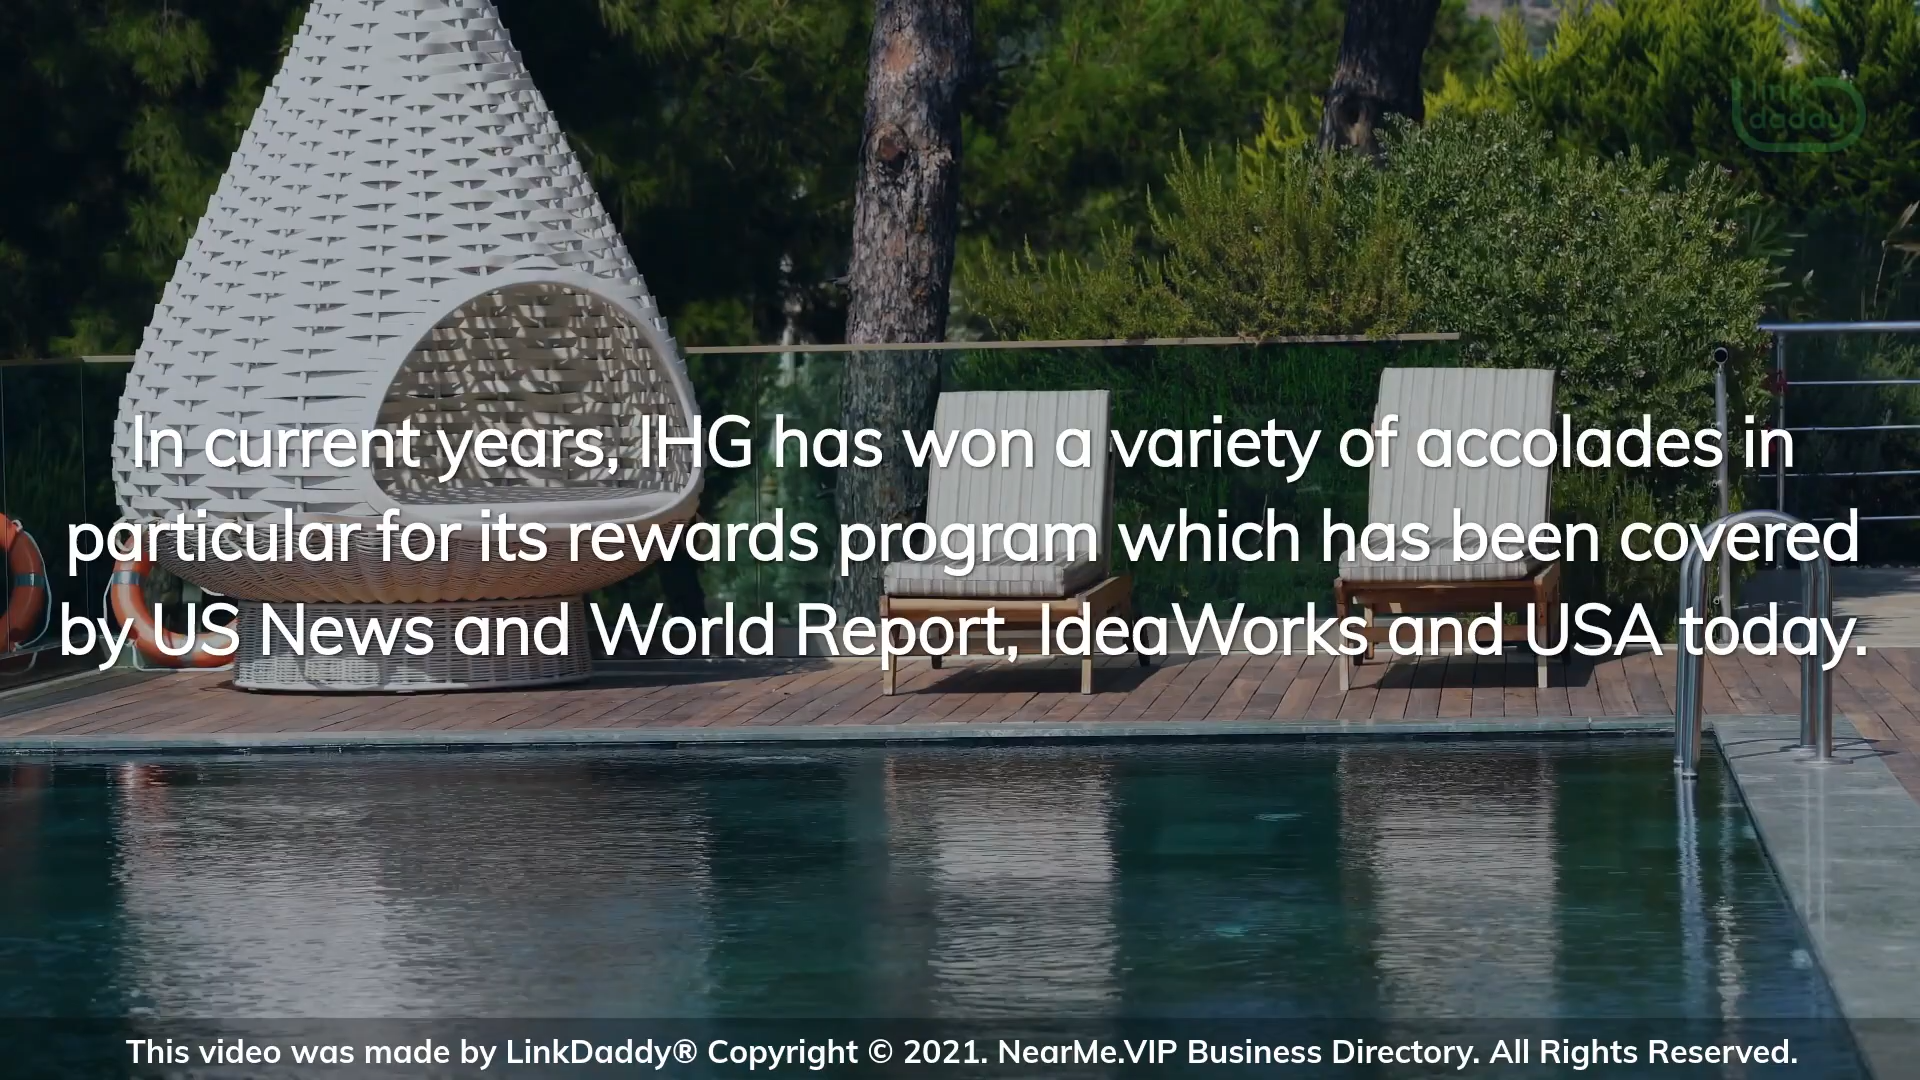 link
daddy
In current years, IHG has won a variety of accolades in
particular for its rewards program which has been covered
by US News and World Report, IdeaWorks and USA today.
This video was made by LinkDaddy® Copyright © 2021. NearMe.VIP Business Directory. All Rights Reserved.